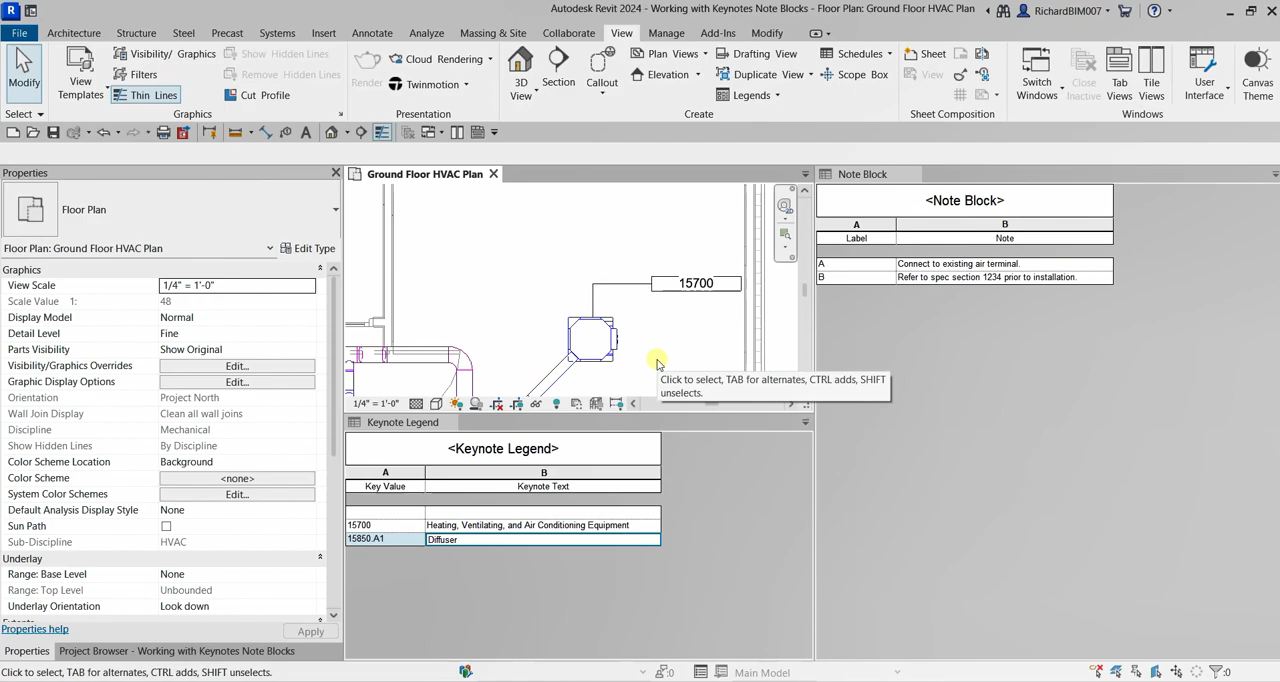 Autodesk Revit 2024 - Working with Keynotes Note Blocks - Floor Plan: Ground Floor HVAC Plan
RichardBIM007
File Architecture Structure Steel Precast Systems Insert Annotate Analyze Massing & Site Collaborate View Manage Add-Ins Modify
Modify
View Templates
Visibility/ Graphics
Filters
Thin Lines
Show Hidden Lines
Remove Hidden Lines
Cut Profile
Render
Cloud Rendering
Twinmotion
3D View
Section
Callout
Plan Views
Elevation
Drafting View
Duplicate View
Legends
Schedules
Scope Box
Sheet
View
Switch Windows
Close Inactive
Tab Views
Tile Views
User Interface
Canvas Theme
Select Graphics Presentation Create Sheet Composition Windows
Properties
Floor Plan
Floor Plan: Ground Floor HVAC Plan Edit Type
Graphics
View Scale 1/4" = 1'-0"
Scale Value 1: 48
Display Model Normal
Detail Level Fine
Parts Visibility Show Original
Visibility/Graphics Overrides Edit...
Graphic Display Options Edit...
Orientation Project North
Wall Join Display Clean all wall joins
Discipline Mechanical
Show Hidden Lines By Discipline
Color Scheme Location Background
Color Scheme <none>
System Color Schemes Edit...
Default Analysis Display Style None
Sun Path
Sub-Discipline HVAC
Underlay
Range: Base Level None
Range: Top Level Unbounded
Underlay Orientation Look down
Properties help Apply
Properties Project Browser - Working with Keynotes Note Blocks
Click to select, TAB for alternates, CTRL adds, SHIFT unselects.
Ground Floor HVAC Plan
15700
Click to select, TAB for alternates, CTRL adds, SHIFT
unselects.
1/4" = 1'-0"
Keynote Legend
<Keynote Legend>
A B
Key Value Keynote Text
15700 Heating, Ventilating, and Air Conditioning Equipment
15850.A1 Diffuser
Note Block
<Note Block>
A B
Label Note
A Connect to existing air terminal.
B Refer to spec section 1234 prior to installation.
:0 Main Model :0